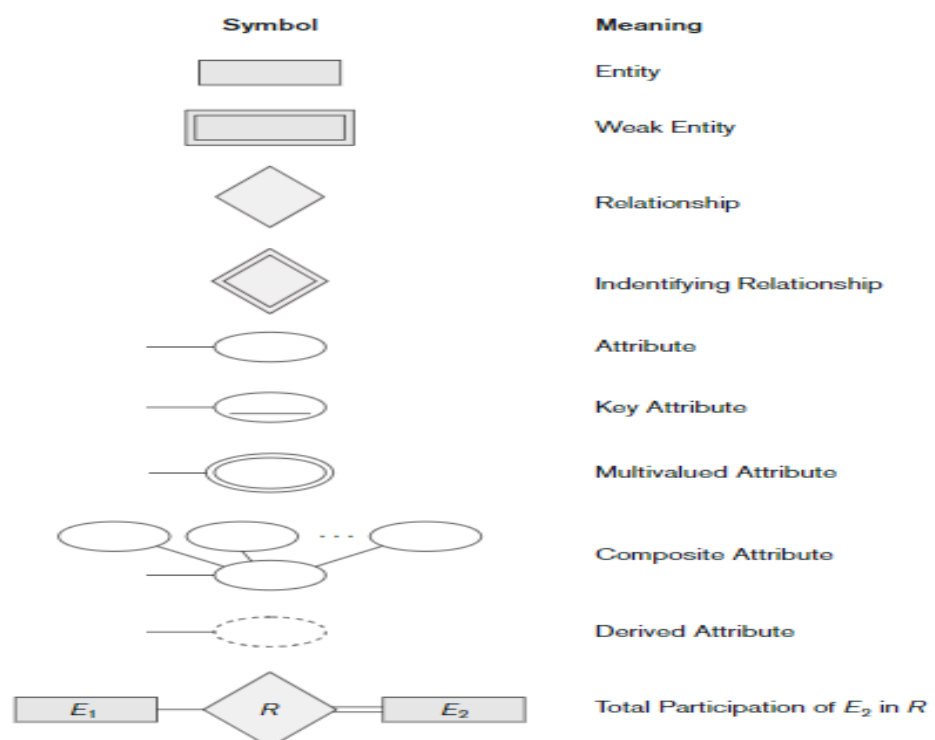 Symbol Meaning
Entity
Weak Entity
Relationship
Indentifying Relationship
Attribute
Key Attribute
Multivalued Attribute
Composite Attribute
Derived Attribute
E₁ R E₂ Total Participation of E₂ in R